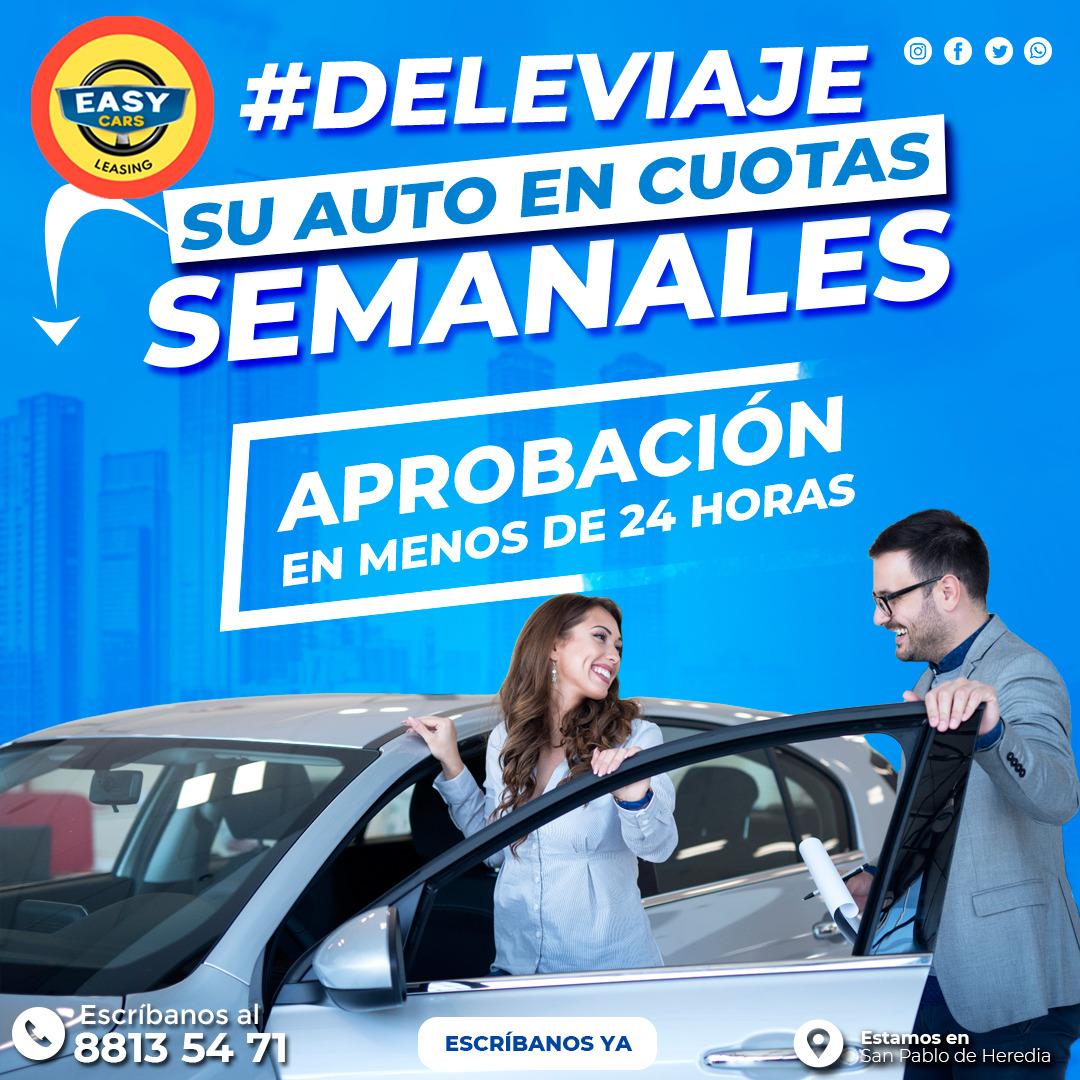 EASY
CARS
LEASING
#DELEVIAJE
SU AUTO EN CUOTAS
SEMANALES
APROBACIÓN
EN MENOS DE 24 HORAS
Escríbanos al
8813 54 71
ESCRÍBANOS YA
Estamos en
San Pablo de Heredia